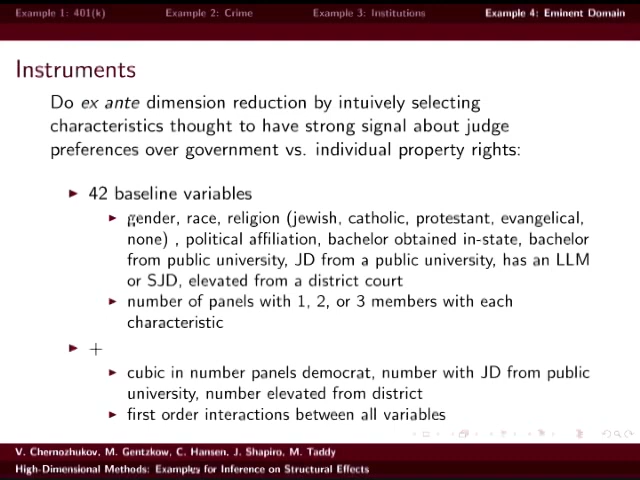 Example 1: 401(k) Example 2: Crime Example 3: Institutions Example 4: Eminent Domain
Instruments
Do ex ante dimension reduction by intuively selecting
characteristics thought to have strong signal about judge
preferences over government vs. individual property rights:
42 baseline variables
gender, race, religion (jewish, catholic, protestant, evangelical,
none) , political affiliation, bachelor obtained in-state, bachelor
from public university, JD from a public university, has an LLM
or SJD, elevated from a district court
number of panels with 1, 2, or 3 members with each
characteristic
+
cubic in number panels democrat, number with JD from public
university, number elevated from district
first order interactions between all variables
V. Chernozhukov, M. Gentzkow, C. Hansen, J. Shapiro, M. Taddy
High-Dimensional Methods: Examples for Inference on Structural Effects